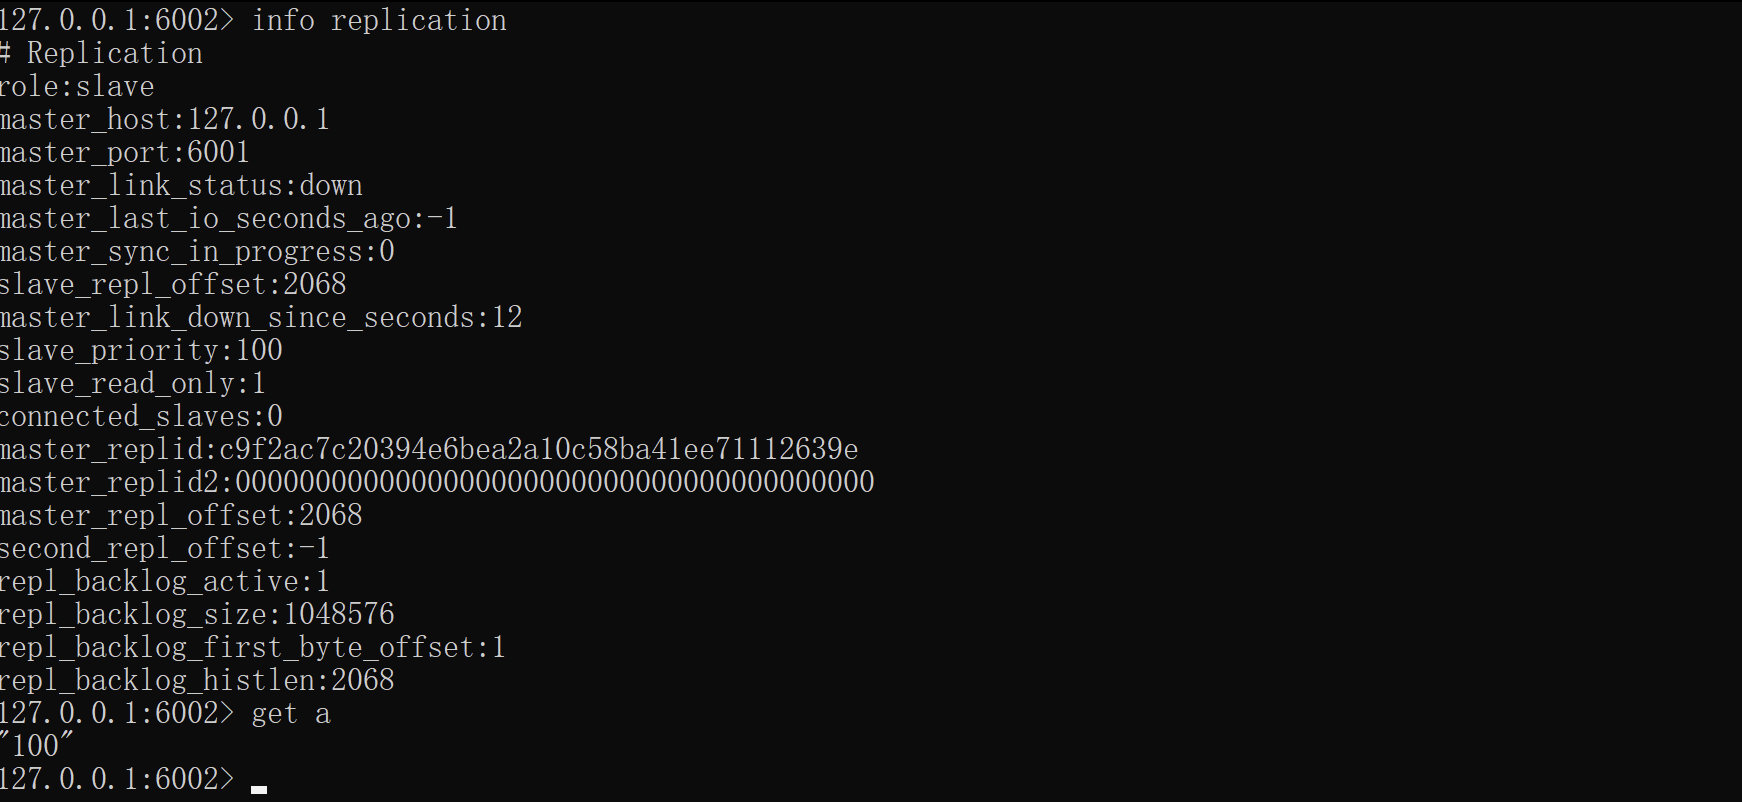 127.0.0.1:6002> info replication
# Replication
role:slave
master_host:127.0.0.1
master_port:6001
master_link_status:down
master_last_io_seconds_ago:-1
master_sync_in_progress:0
slave_repl_offset:2068
master_link_down_since_seconds:12
slave_priority:100
slave_read_only:1
connected_slaves:0
master_replid:c9f2ac7c20394e6bea2a10c58ba41ee71112639e
master_replid2:0000000000000000000000000000000000000000
master_repl_offset:2068
second_repl_offset:-1
repl_backlog_active:1
repl_backlog_size:1048576
repl_backlog_first_byte_offset:1
repl_backlog_histlen:2068
127.0.0.1:6002> get a
"100"
127.0.0.1:6002>